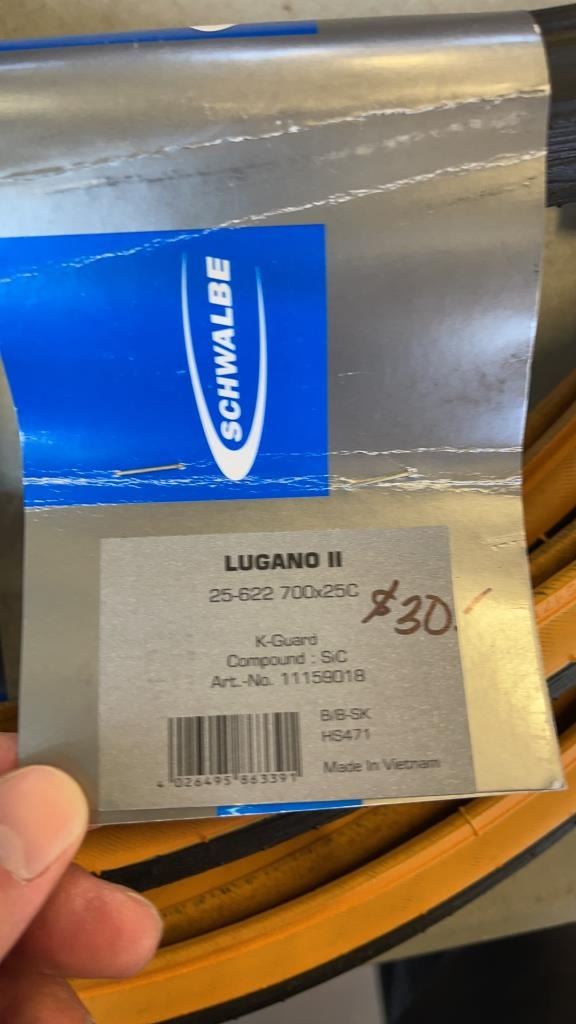 SCHWALBE
LUGANO II
25-622 700x25C
$30.-
K-Guard
Compound : SiC
Art.-No. 11159018
B/B-SK
HS471
Made In Vietnam
4 026495 863391